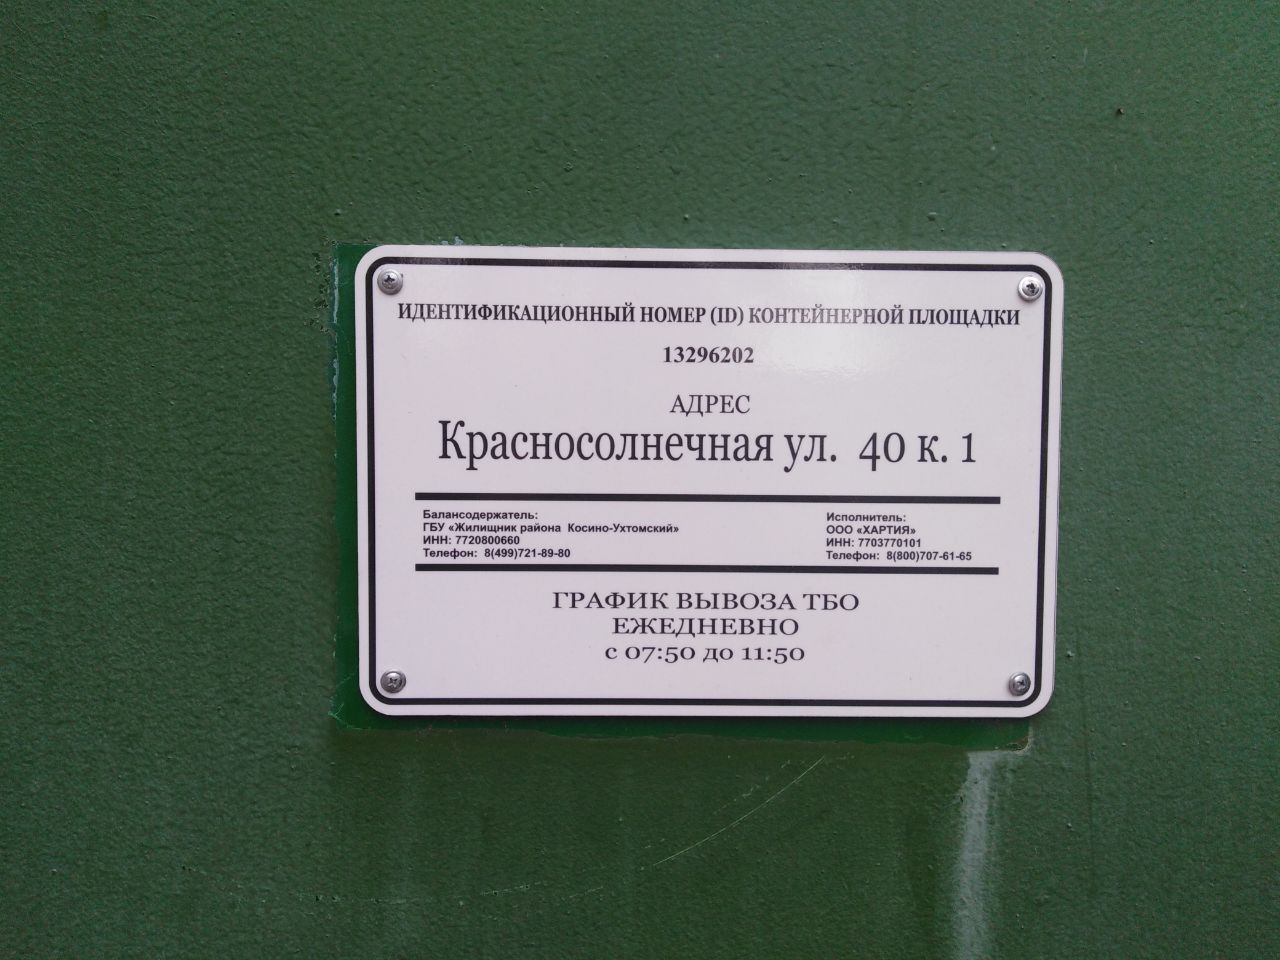 ИДЕНТИФИКАЦИОННЫЙ НОМЕР (ID) КОНТЕЙНЕРНОЙ ПЛОЩАДКИ
13296202
АДРЕС
Красносолнечная ул. 40 к. 1
Балансодержатель:
ГБУ «Жилищник района Косино-Ухтомский»
ИНН: 7720800660
Телефон: 8(499)721-89-80
Исполнитель:
ООО «ХАРТИЯ»
ИНН: 7703770101
Телефон: 8(800)707-61-65
ГРАФИК ВЫВОЗА ТБО
ЕЖЕДНЕВНО
с 07:50 до 11:50